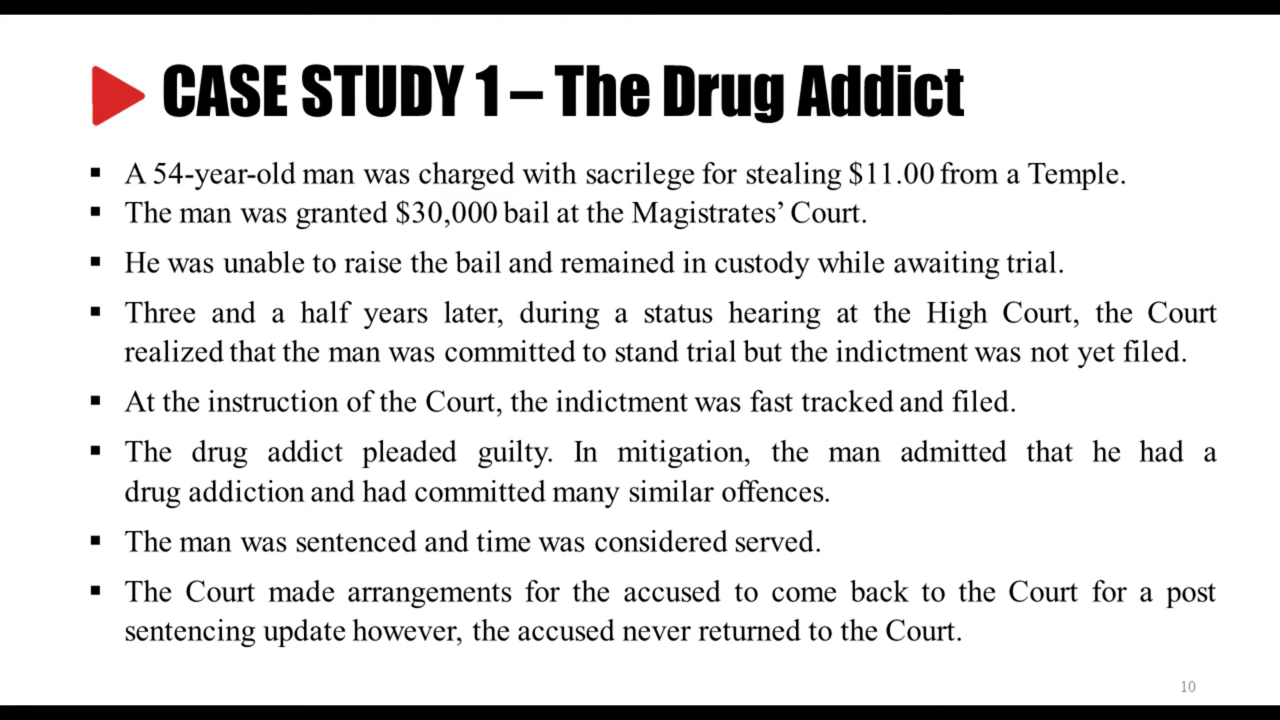 CASE STUDY 1 – The Drug Addict
▪ A 54-year-old man was charged with sacrilege for stealing $11.00 from a Temple.
▪ The man was granted $30,000 bail at the Magistrates’ Court.
▪ He was unable to raise the bail and remained in custody while awaiting trial.
▪ Three and a half years later, during a status hearing at the High Court, the Court
realized that the man was committed to stand trial but the indictment was not yet filed.
▪ At the instruction of the Court, the indictment was fast tracked and filed.
▪ The drug addict pleaded guilty. In mitigation, the man admitted that he had a
drug addiction and had committed many similar offences.
▪ The man was sentenced and time was considered served.
▪ The Court made arrangements for the accused to come back to the Court for a post
sentencing update however, the accused never returned to the Court.
10